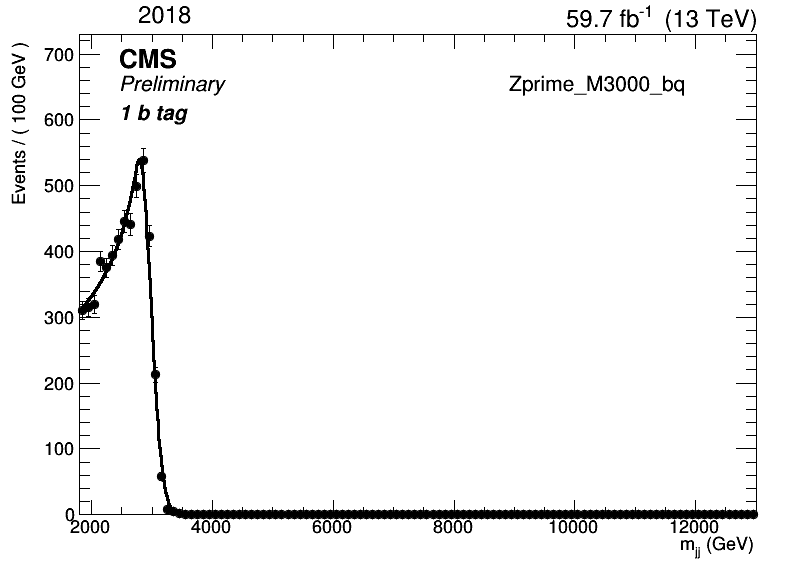 2018
59.7 fb⁻¹ (13 TeV)
CMS
Preliminary
1 b tag
Zprime_M3000_bq
Events / ( 100 GeV )
700
600
500
400
300
200
100
0
2000 4000 6000 8000 10000 12000
m_jj (GeV)